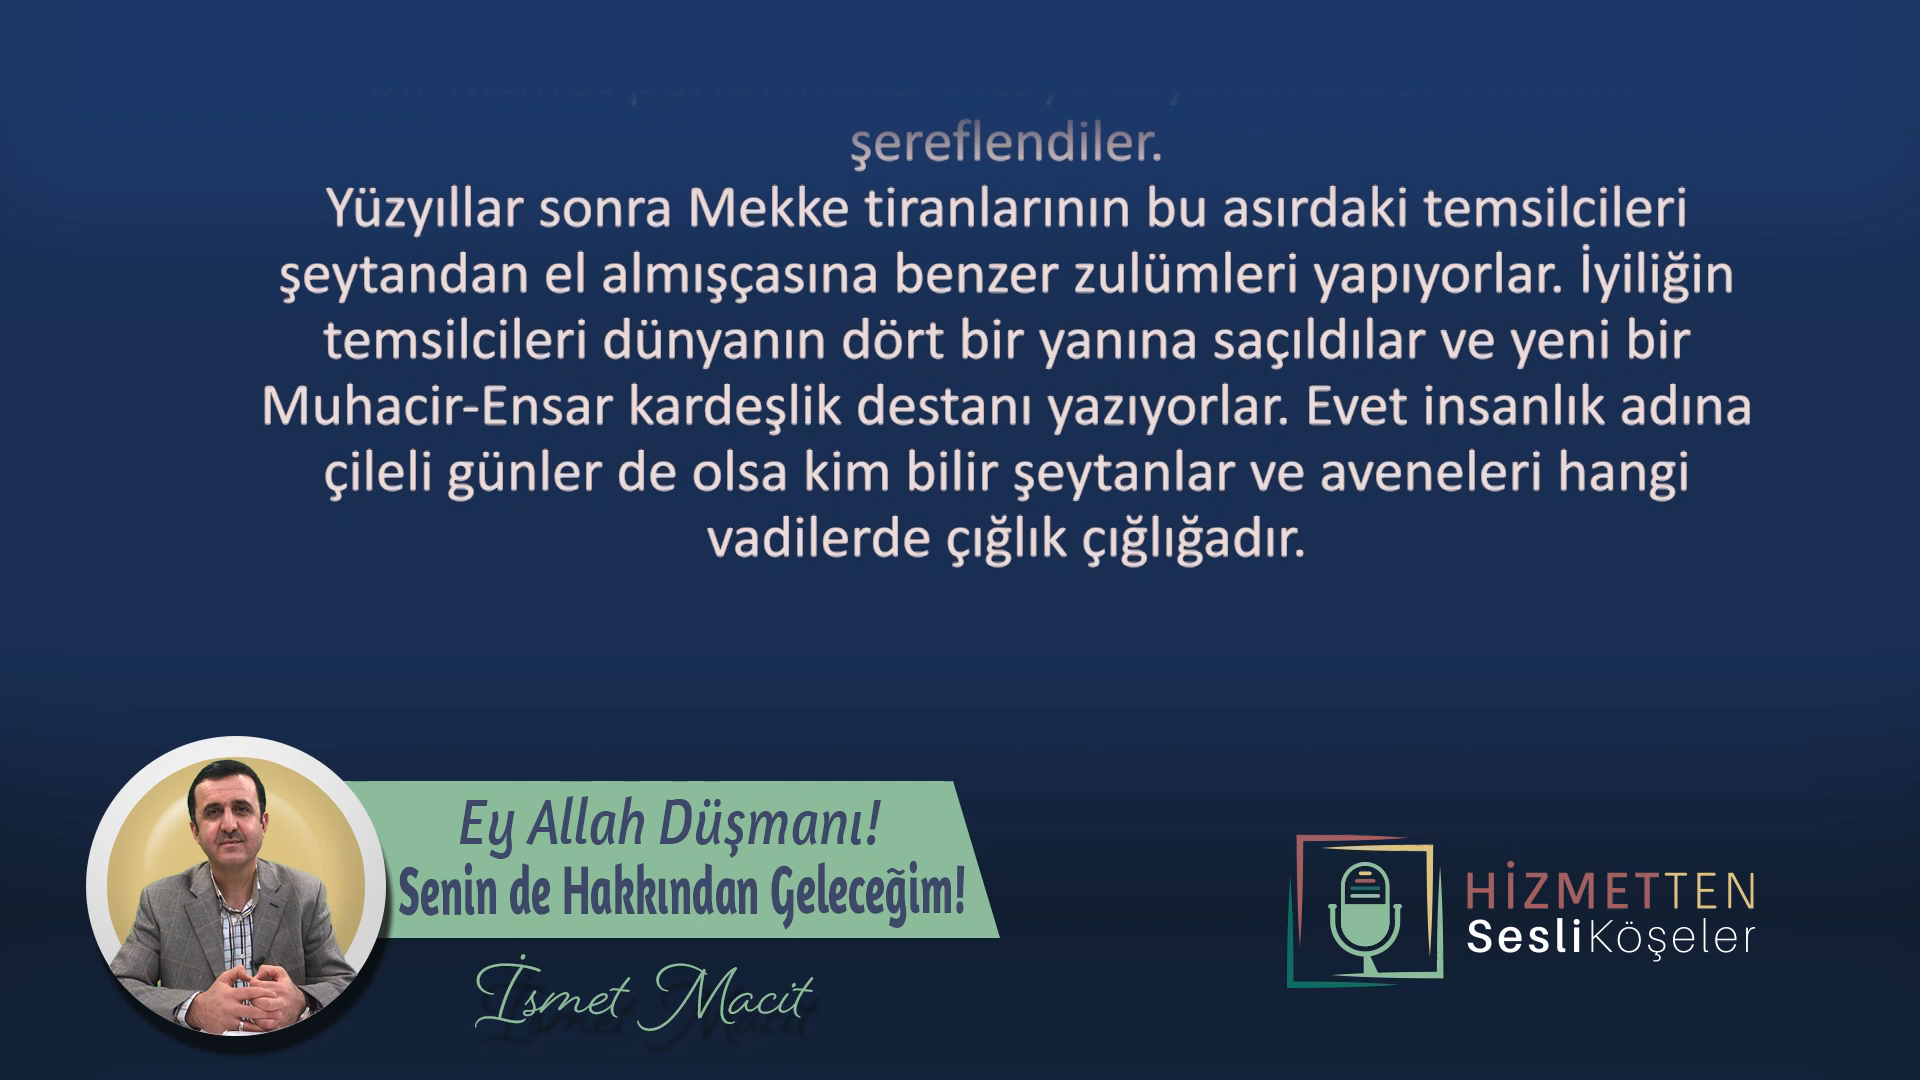 şereflendiler.
Yüzyıllar sonra Mekke tiranlarının bu asırdaki temsilcileri
şeytandan el almışçasına benzer zulümleri yapıyorlar. İyiliğin
temsilcileri dünyanın dört bir yanına saçıldılar ve yeni bir
Muhacir-Ensar kardeşlik destanı yazıyorlar. Evet insanlık adına
çileli günler de olsa kim bilir şeytanlar ve aveneleri hangi
vadilerde çığlık çığlığadır.
Ey Allah Düşmanı!
Senin de Hakkından Geleceğim!
İsmet Macit
HİZMETTEN
SesliKöşeler